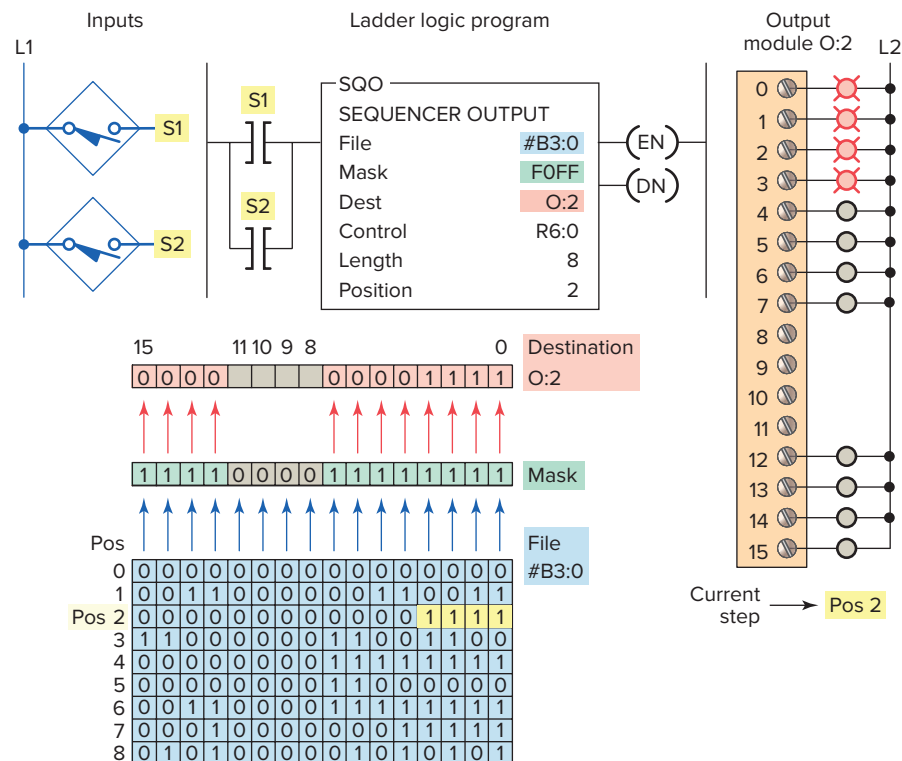 Inputs
L1
S1
S2
Ladder logic program
S1
S2
SQO
SEQUENCER OUTPUT
File #B3:0
Mask F0FF
Dest O:2
Control R6:0
Length 8
Position 2
EN
DN
Output
module O:2
L2
0
1
2
3
4
5
6
7
8
9
10
11
12
13
14
15
Current
step
Pos 2
15 11 10 9 8 0 Destination
0 0 0 0 0 0 0 0 1 1 1 1 O:2
1 1 1 1 0 0 0 0 1 1 1 1 1 1 1 1 Mask
Pos File
0 0 0 0 0 0 0 0 0 0 0 0 0 0 0 0 0 #B3:0
1 0 0 1 1 0 0 0 0 0 0 1 1 0 0 1 1
Pos 2 0 0 0 0 0 0 0 0 0 0 0 0 1 1 1 1
3 1 1 0 0 0 0 0 0 1 1 0 0 1 1 0 0
4 0 0 0 0 0 0 0 0 1 1 1 1 1 1 1 1
5 0 0 0 0 0 0 0 0 1 1 0 0 0 0 0 0
6 0 0 1 1 0 0 0 0 1 1 1 1 1 1 1 1
7 0 0 0 1 0 0 0 0 0 0 0 1 1 1 1 1
8 0 1 0 1 0 0 0 0 0 1 0 1 0 1 0 1